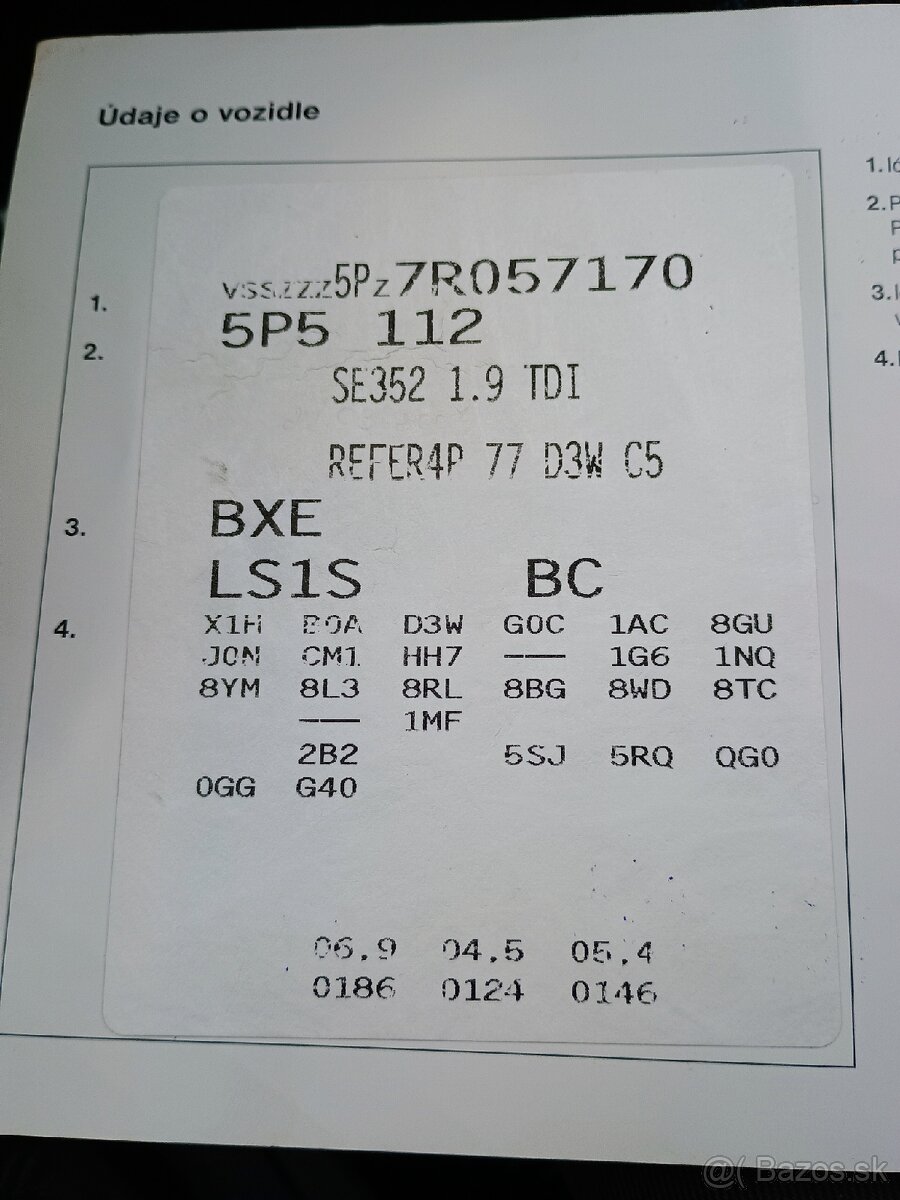 Údaje o vozidle
1. VSSZZZ5PZ7R057170
2. 5P5 112
SE352 1.9 TDI
REFER4P 77 D3W C5
3. BXE
LS1S BC
4. X1H B0A D3W G0C 1AC 8GU
J0N CM1 HH7 --- 1G6 1NQ
8YM 8L3 8RL 8BG 8WD 8TC
--- 1MF
2B2 5SJ 5RQ QG0
0GG G40
06.9 04.5 05.4
0186 0124 0146
1.
2.
3.
4.
@( Bazos.sk